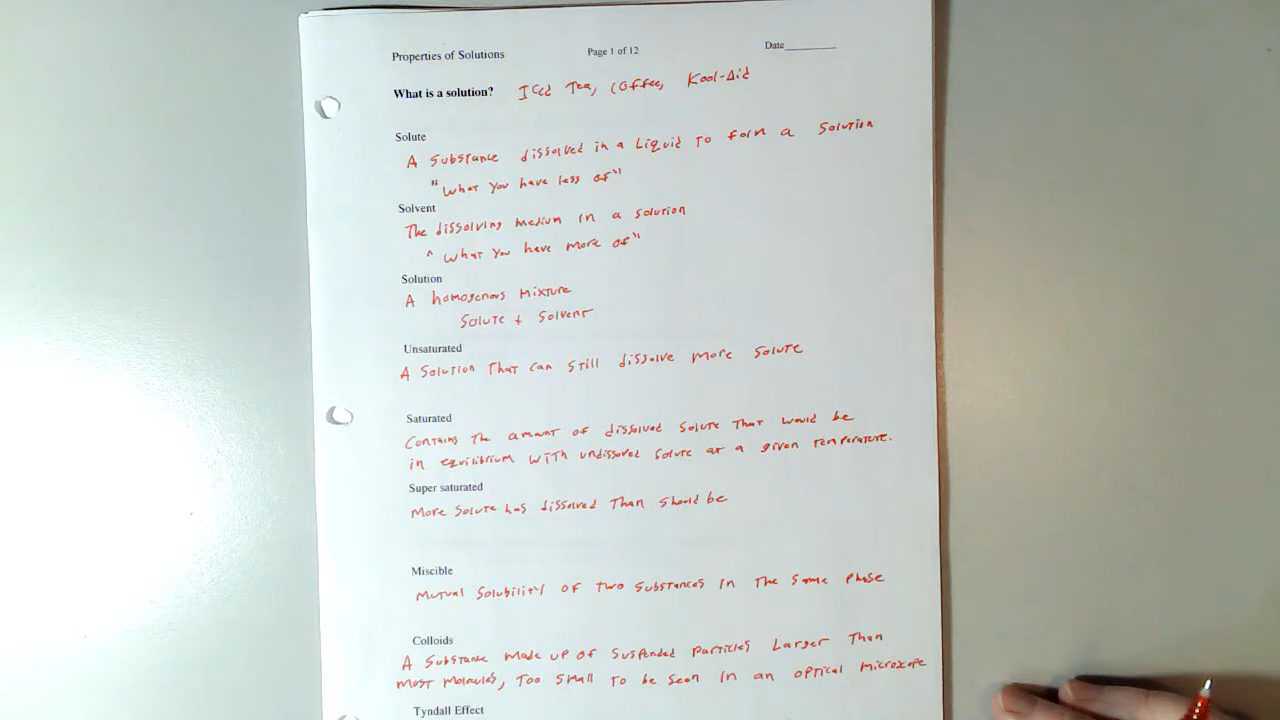 Properties of Solutions Page 1 of 12 Date________
What is a solution? Iced Tea, Coffee, Kool-Aid
Solute
A Substance dissolved in a Liquid To form a Solution
"What You have less of"
Solvent
The dissolving medium in a solution
"What You have more of"
Solution
A homogenous mixture
Solute + Solvent
Unsaturated
A Solution That can Still dissolve more Solute
Saturated
Contains The amount of dissolved Solute That would be
in equilibrium with undissoved solute at a given temperature.
Super saturated
More Solute has dissolved Than should be
Miscible
Mutual Solubility of Two Substances In The Same Phase
Colloids
A Substance Made up of Suspended Particles Larger Than
Most Moleules, Too Small To be Seen In an optical microxope
Tyndall Effect